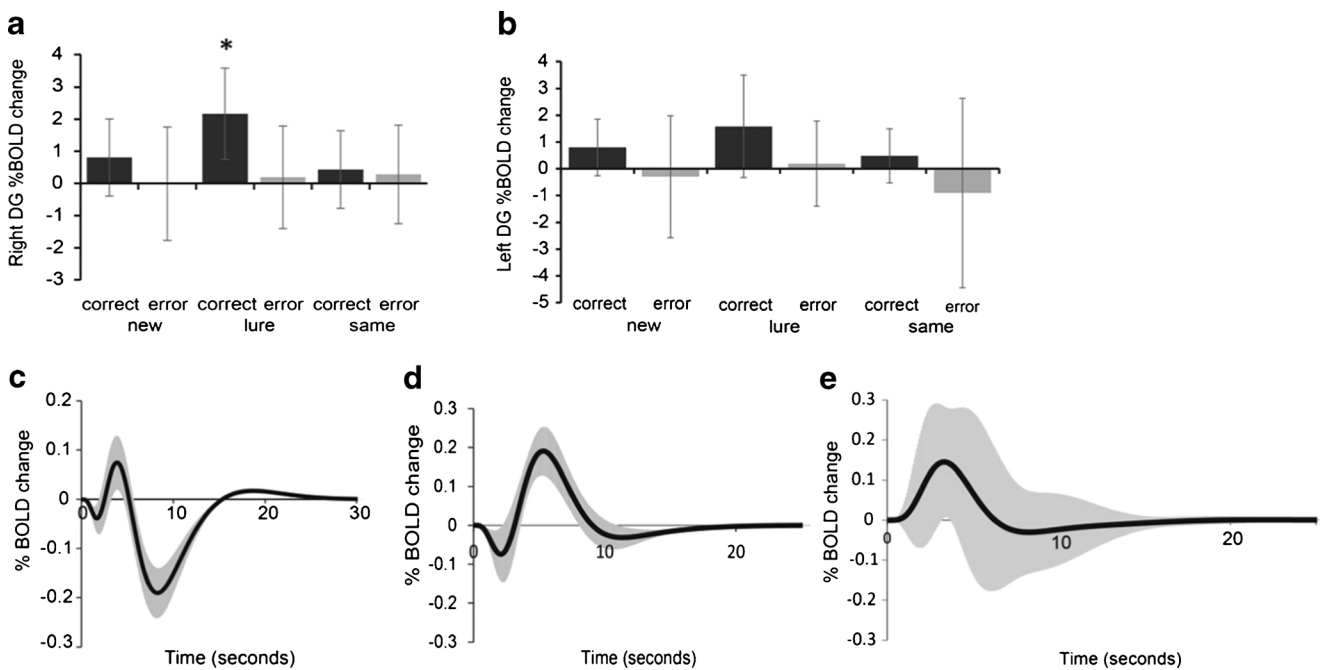 a
Right DG %BOLD change
*
4
3
2
1
0
-1
-2
-3
correct error correct error correct error
new lure same
b
Left DG %BOLD change
4
3
2
1
0
-1
-2
-3
-4
-5
correct error correct error correct error
new lure same
c
% BOLD change
0.2
0.1
0
-0.1
-0.2
-0.3
0 10 20 30
Time (seconds)
d
% BOLD change
0.3
0.2
0.1
0
-0.1
-0.2
-0.3
0 10 20
Time (seconds)
e
% BOLD change
0.3
0.2
0.1
0
-0.1
-0.2
-0.3
0 10 20
Time (seconds)